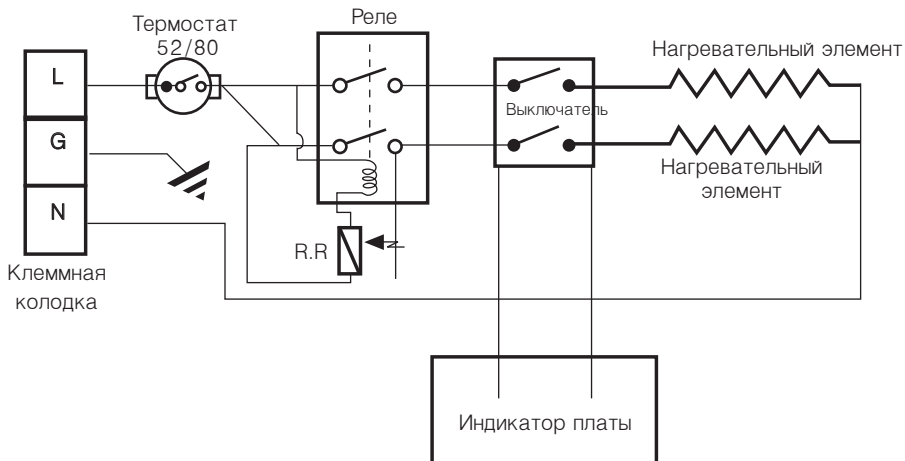 Термостат
52/80
Реле
Нагревательный элемент
L
Выключатель
G
Нагревательный
элемент
N
R.R
Клеммная
колодка
Индикатор платы